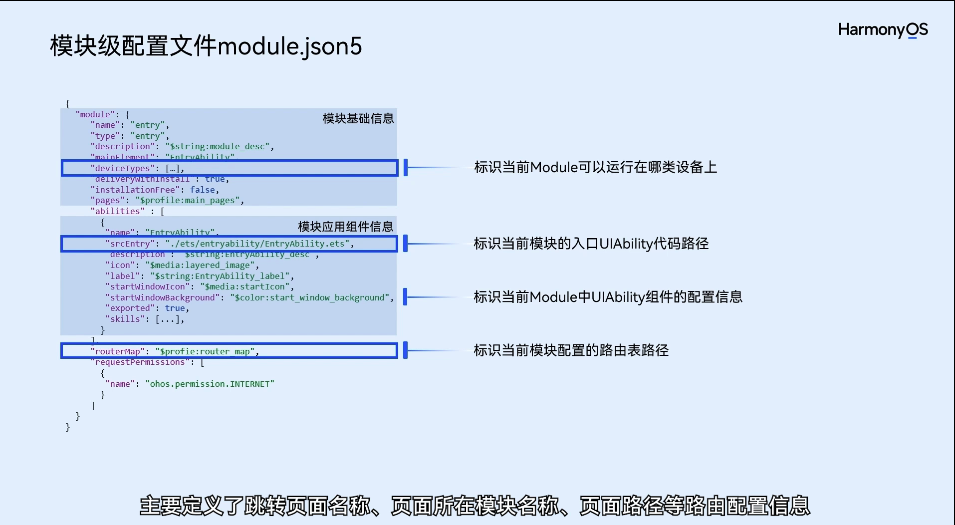 HarmonyOS
模块级配置文件module.json5
{
"module": {
模块基础信息
"name": "entry",
"type": "entry",
"description": "$string:module_desc",
"mainElement": "EntryAbility",
"deviceTypes": […],
标识当前Module可以运行在哪类设备上
"deliveryWithInstall": true,
"installationFree": false,
"pages": "$profile:main_pages",
"abilities" : [
{
模块应用组件信息
"name": "EntryAbility",
"srcEntry": "./ets/entryability/EntryAbility.ets",
标识当前模块的入口UIAbility代码路径
"description": "$string:EntryAbility_desc",
"icon": "$media:layered_image",
"label": "$string:EntryAbility_label",
"startWindowIcon": "$media:startIcon",
"startWindowBackground": "$color:start_window_background",
标识当前Module中UIAbility组件的配置信息
"exported": true,
"skills": [...],
}
]
"routerMap": "$profie:router_map",
标识当前模块配置的路由表路径
"requestPermissions": [
{
"name": "ohos.permission.INTERNET"
}
]
}
}
主要定义了跳转页面名称、页面所在模块名称、页面路径等路由配置信息